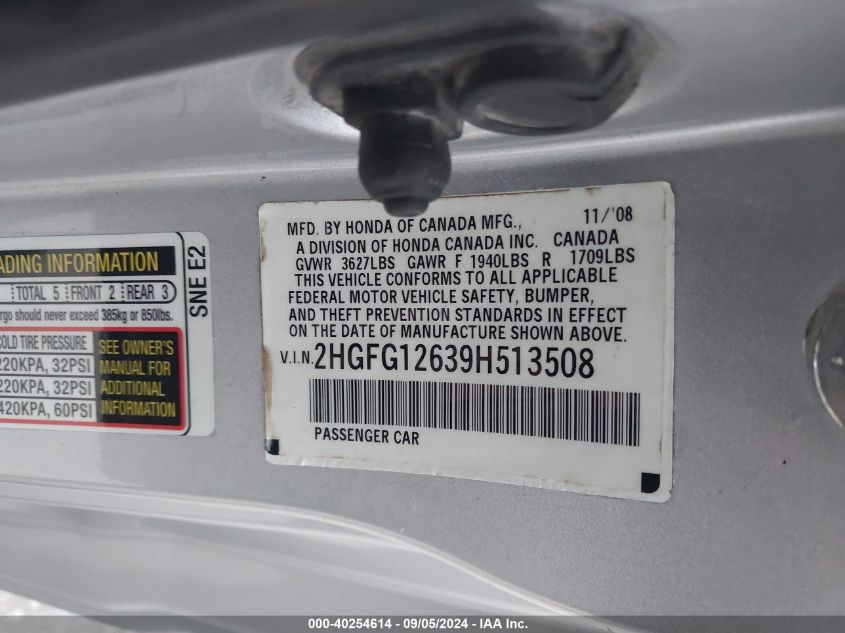 MFD. BY HONDA OF CANADA MFG., 11/'08
A DIVISION OF HONDA CANADA INC. CANADA
GVWR 3627LBS GAWR F 1940LBS R 1709LBS
THIS VEHICLE CONFORMS TO ALL APPLICABLE
FEDERAL MOTOR VEHICLE SAFETY, BUMPER,
AND THEFT PREVENTION STANDARDS IN EFFECT
ON THE DATE OF MANUFACTURE SHOWN ABOVE.
V.I.N. 2HGFG12639H513508
PASSENGER CAR
ADING INFORMATION
TOTAL 5 FRONT 2 REAR 3
rgo should never exceed 385kg or 850lbs.
COLD TIRE PRESSURE
220KPA, 32PSI
220KPA, 32PSI
420KPA, 60PSI
SEE OWNER'S
MANUAL FOR
ADDITIONAL
INFORMATION
SNE E2
000-40254614 - 09/05/2024 - IAA Holdings, LLC.